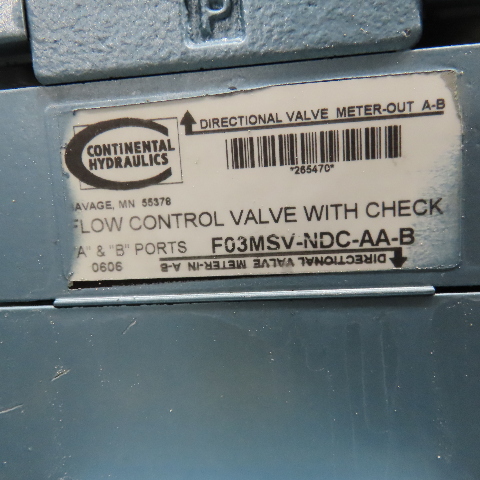 P
CONTINENTAL
HYDRAULICS
DIRECTIONAL VALVE METER-OUT A-B
*265470*
SAVAGE, MN 55378
FLOW CONTROL VALVE WITH CHECK
"A" & "B" PORTS F03MSV-NDC-AA-B
0606
DIRECTIONAL VALVE METER-IN A-B